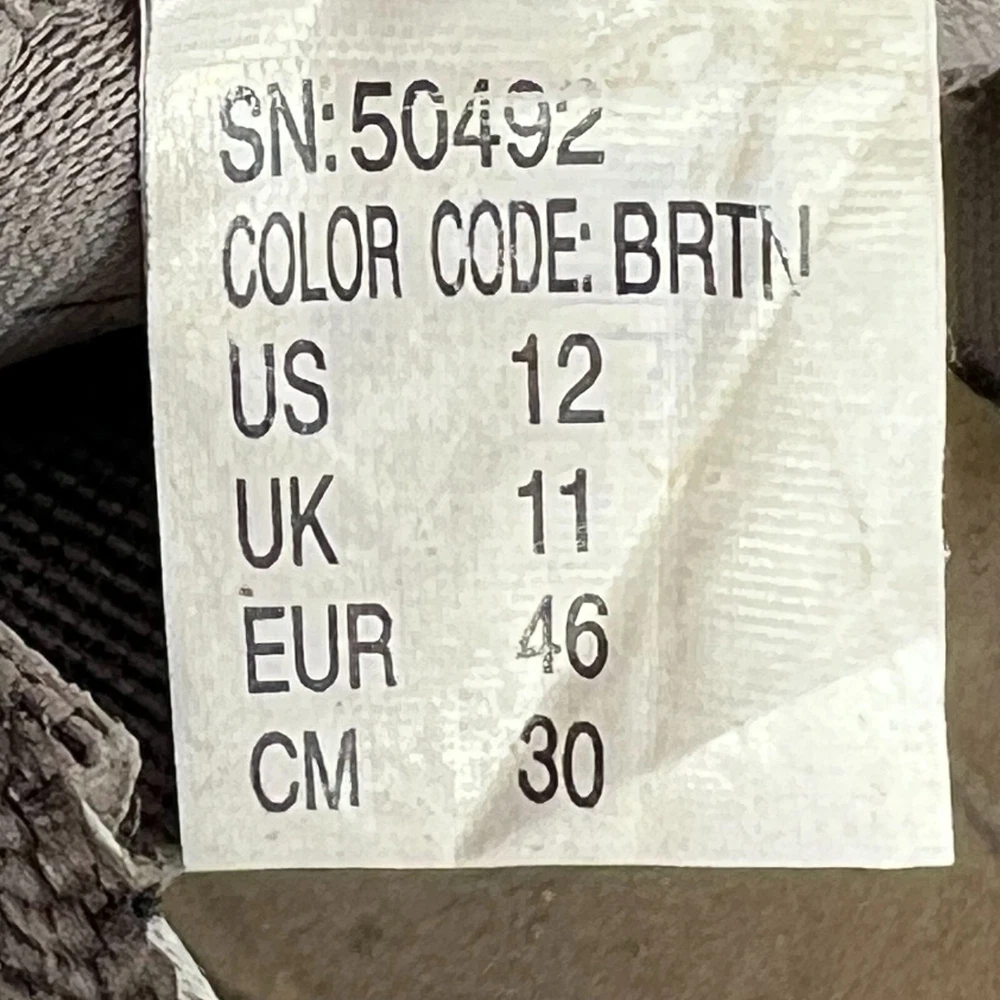 SN:50492
COLOR CODE: BRTN
US 12
UK 11
EUR 46
CM 30